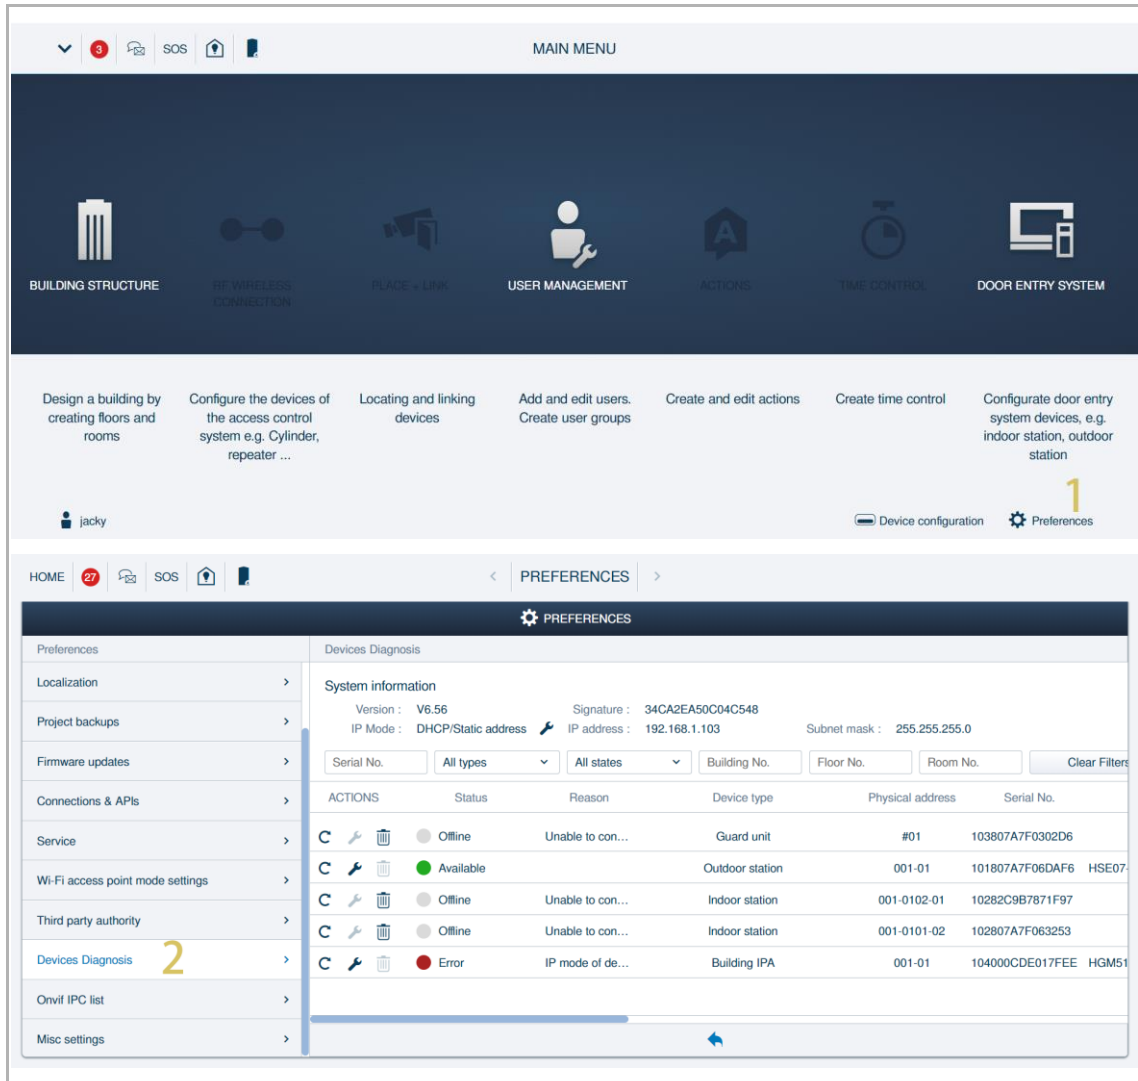 3 SOS MAIN MENU
BUILDING STRUCTURE RF WIRELESS CONNECTION PLACE + LINK USER MANAGEMENT ACTIONS TIME CONTROL DOOR ENTRY SYSTEM
Design a building by creating floors and rooms
Configure the devices of the access control system e.g. Cylinder, repeater ...
Locating and linking devices
Add and edit users. Create user groups
Create and edit actions
Create time control
Configurate door entry system devices, e.g. indoor station, outdoor station
1
jacky Device configuration Preferences
HOME 27 SOS < PREFERENCES >
PREFERENCES
Preferences Devices Diagnosis
Localization >
Project backups >
Firmware updates >
Connections & APIs >
Service >
Wi-Fi access point mode settings >
Third party authority >
Devices Diagnosis 2 >
Onvif IPC list >
Misc settings >
System information
Version : V6.56 Signature : 34CA2EA50C04C548
IP Mode : DHCP/Static address IP address : 192.168.1.103 Subnet mask : 255.255.255.0
Serial No. All types All states Building No. Floor No. Room No. Clear Filters
ACTIONS Status Reason Device type Physical address Serial No.
Offline Unable to con... Guard unit #01 103807A7F0302D6
Available Outdoor station 001-01 101807A7F06DAF6 HSE07-
Offline Unable to con... Indoor station 001-0102-01 10282C9B7871F97
Offline Unable to con... Indoor station 001-0101-02 102807A7F063253
Error IP mode of de... Building IPA 001-01 104000CDE017FEE HGM51